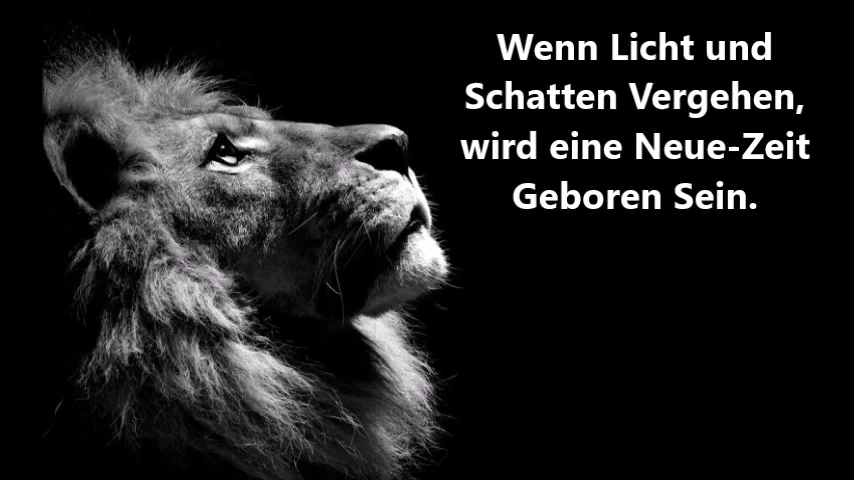 Wenn Licht und
Schatten Vergehen,
wird eine Neue-Zeit
Geboren Sein.